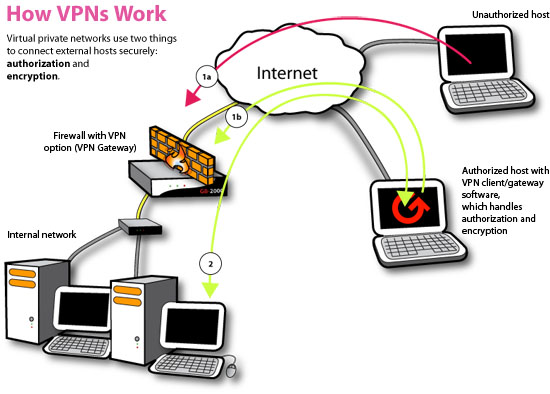 How VPNs Work
Virtual private networks use two things
to connect external hosts securely:
authorization and
encryption.
Unauthorized host
Internet
1a
1b
Firewall with VPN
option (VPN Gateway)
GB-2000
Authorized host with
VPN client/gateway
software,
which handles
authorization and
encryption
Internal network
2